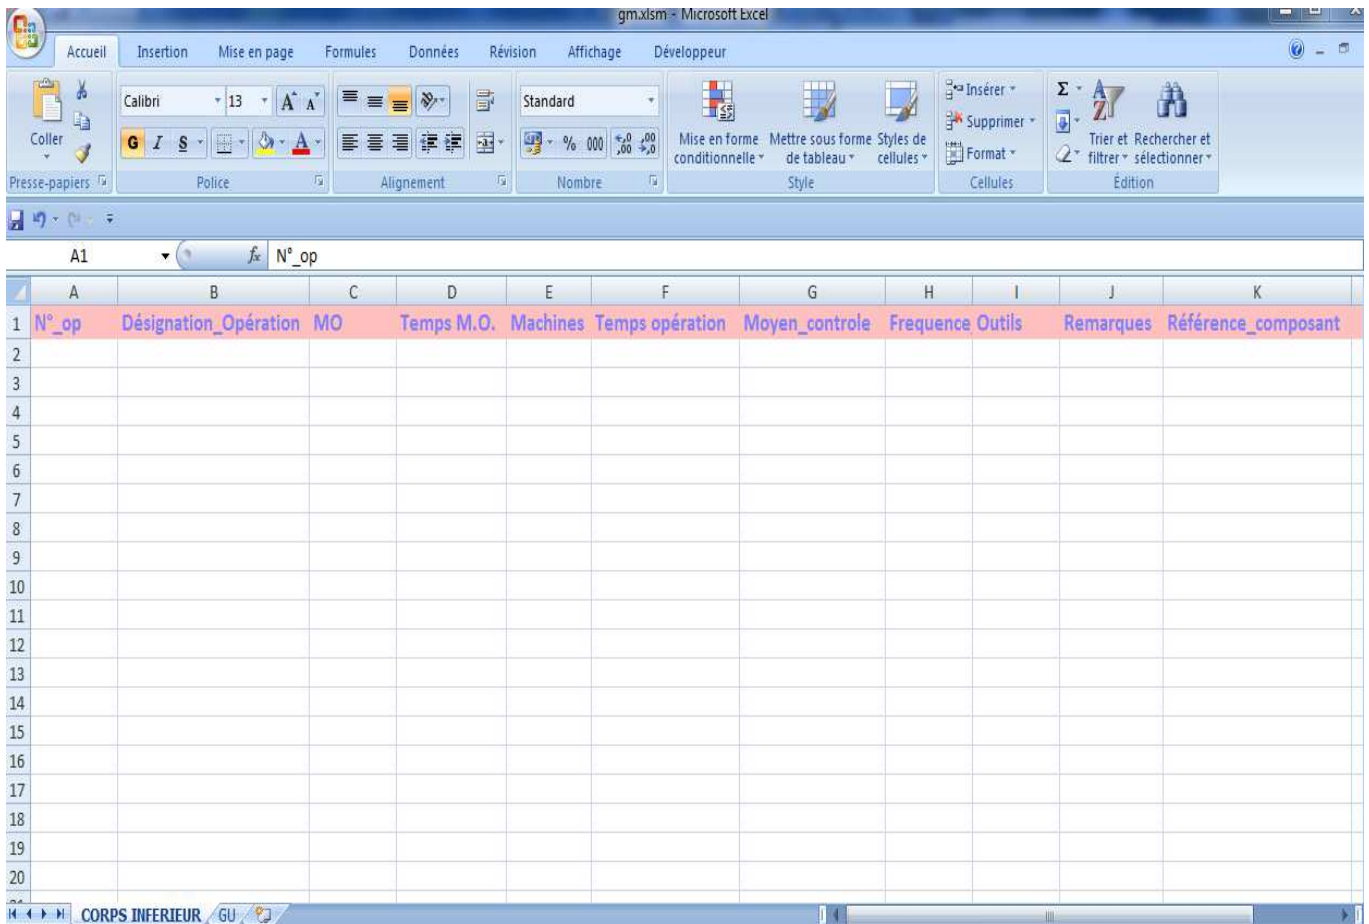 gm.xlsm - Microsoft Excel
Accueil Insertion Mise en page Formules Données Révision Affichage Développeur
Coller
Calibri 13 A A
Standard
G I S A
% 000 ,00 ,00
Mise en forme conditionnelle
Mettre sous forme de tableau
Styles de cellules
Insérer
Supprimer
Format
Σ
Trier et filtrer
Rechercher et sélectionner
Presse-papiers Police Alignement Nombre Style Cellules Édition
A1 fx N°_op
A B C D E F G H I J K
1 N°_op Désignation_Opération MO Temps M.O. Machines Temps opération Moyen_controle Frequence Outils Remarques Référence_composant
2
3
4
5
6
7
8
9
10
11
12
13
14
15
16
17
18
19
20
CORPS INFERIEUR GU